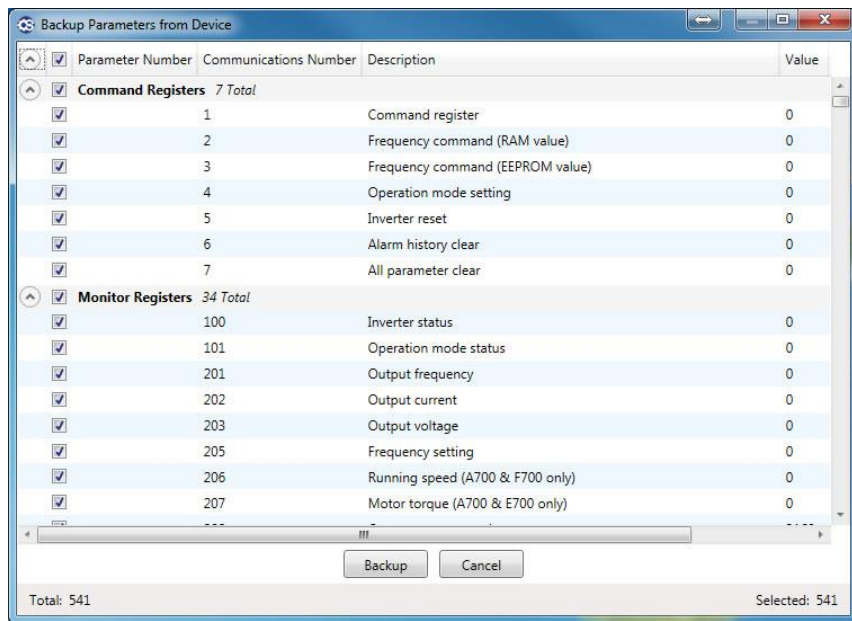 Backup Parameters from Device
Parameter Number Communications Number Description Value
Command Registers 7 Total
1 Command register 0
2 Frequency command (RAM value) 0
3 Frequency command (EEPROM value) 0
4 Operation mode setting 0
5 Inverter reset 0
6 Alarm history clear 0
7 All parameter clear 0
Monitor Registers 34 Total
100 Inverter status 0
101 Operation mode status 0
201 Output frequency 0
202 Output current 0
203 Output voltage 0
205 Frequency setting 0
206 Running speed (A700 & F700 only) 0
207 Motor torque (A700 & E700 only) 0
Backup Cancel
Total: 541 Selected: 541